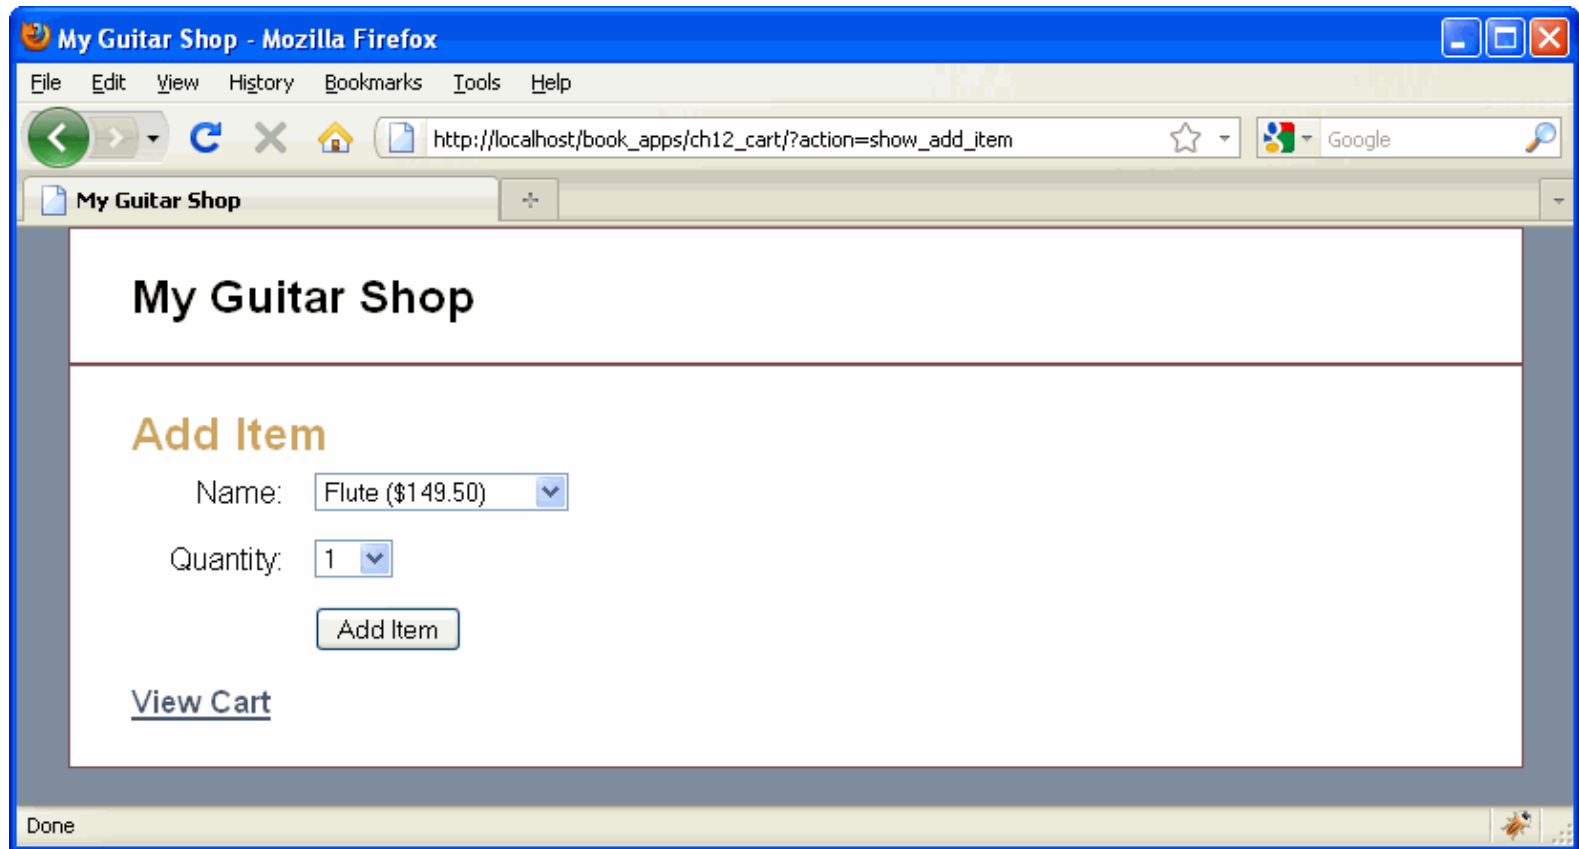 My Guitar Shop - Mozilla Firefox
File Edit View History Bookmarks Tools Help
http://localhost/book_apps/ch12_cart/?action=show_add_item Google
My Guitar Shop
My Guitar Shop
Add Item
Name: Flute ($149.50)
Quantity: 1
Add Item
View Cart
Done